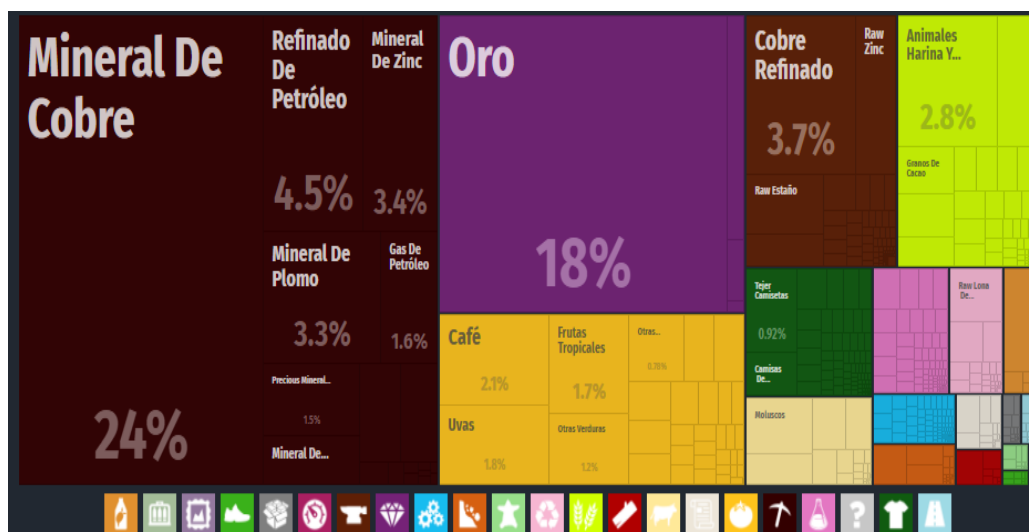 Mineral De
Cobre
24%
Refinado
De
Petróleo
4.5%
Mineral
De Zinc
3.4%
Mineral De
Plomo
3.3%
Gas De
Petróleo
1.6%
Precious Mineral...
1.5%
Mineral De...
Oro
18%
Café
2.1%
Uvas
1.8%
Frutas
Tropicales
1.7%
Otras Verduras
1.2%
Otras...
0.78%
Cobre
Refinado
3.7%
Raw
Zinc
Raw Estaño
Animales
Harina Y...
2.8%
Granos De
Cacao
Tejer
Camisetas
0.92%
Camisas
De...
Raw Lona
De...
Moluscos
?